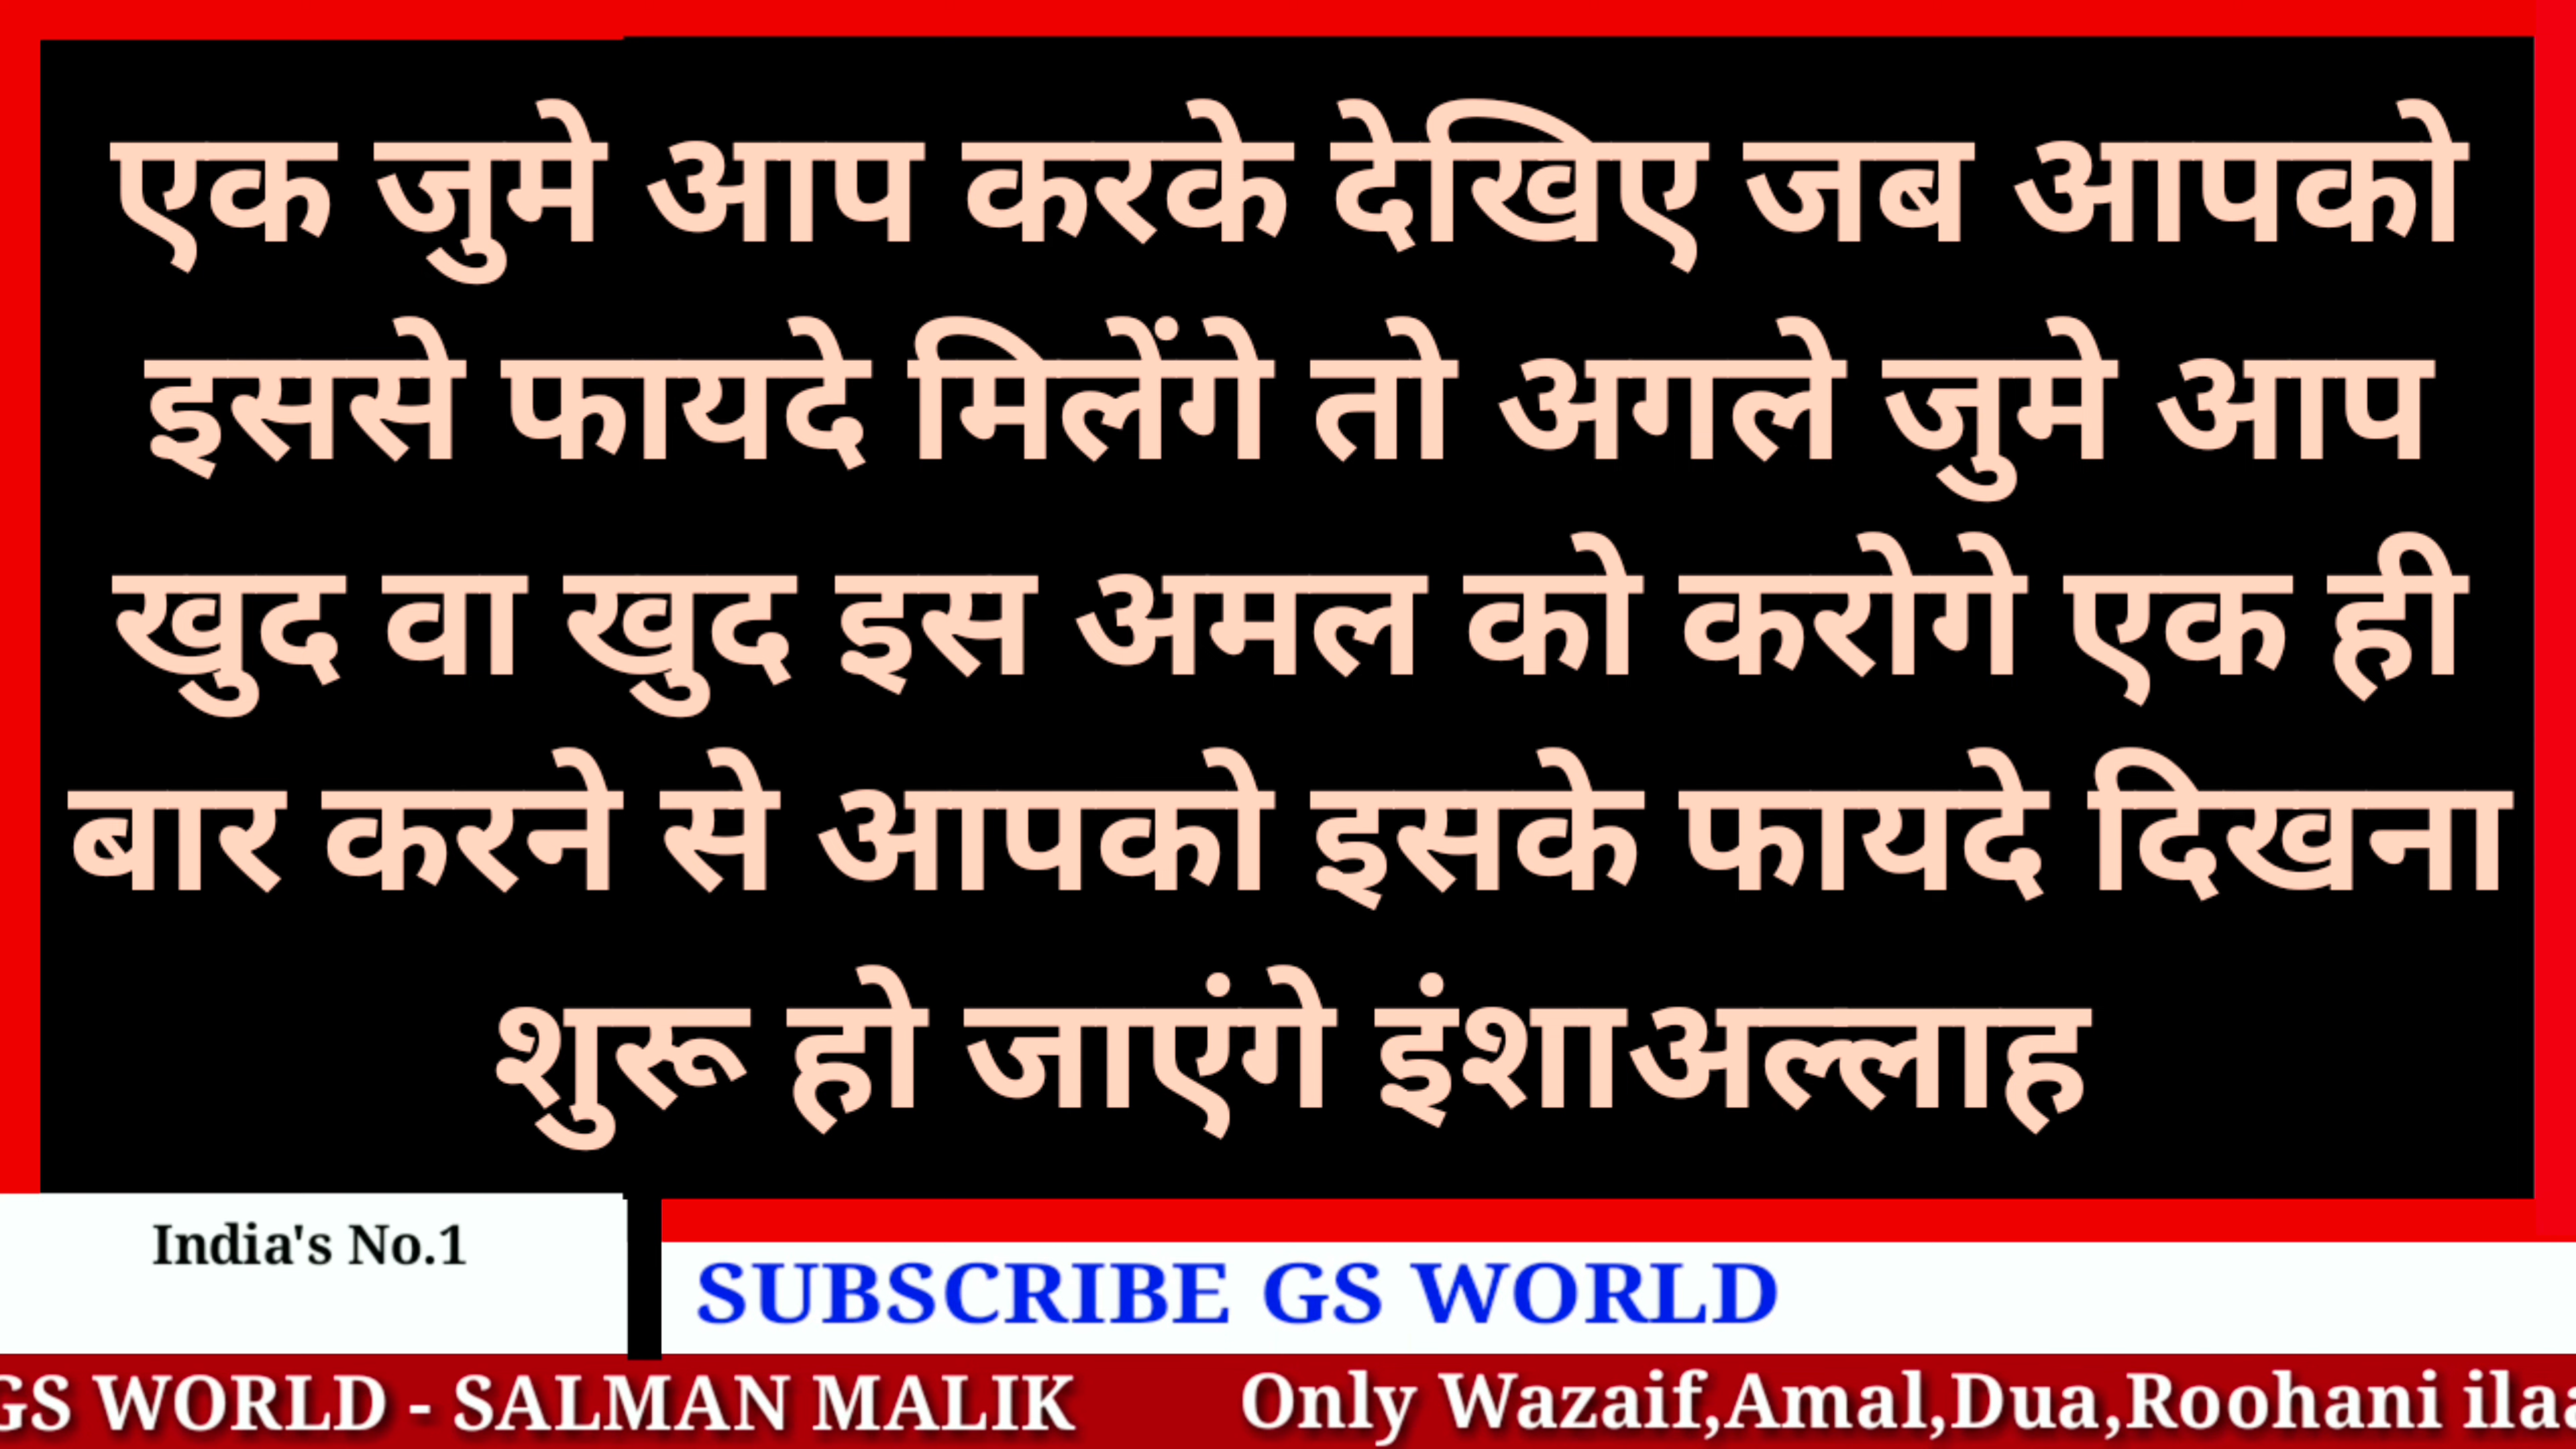 एक जुमे आप करके देखिए जब आपको
इससे फायदे मिलेंगे तो अगले जुमे आप
खुद वा खुद इस अमल को करोगे एक ही
बार करने से आपको इसके फायदे दिखना
शुरू हो जाएंगे इंशाअल्लाह
India's No.1
SUBSCRIBE GS WORLD
GS WORLD - SALMAN MALIK Only Wazaif,Amal,Dua,Roohani